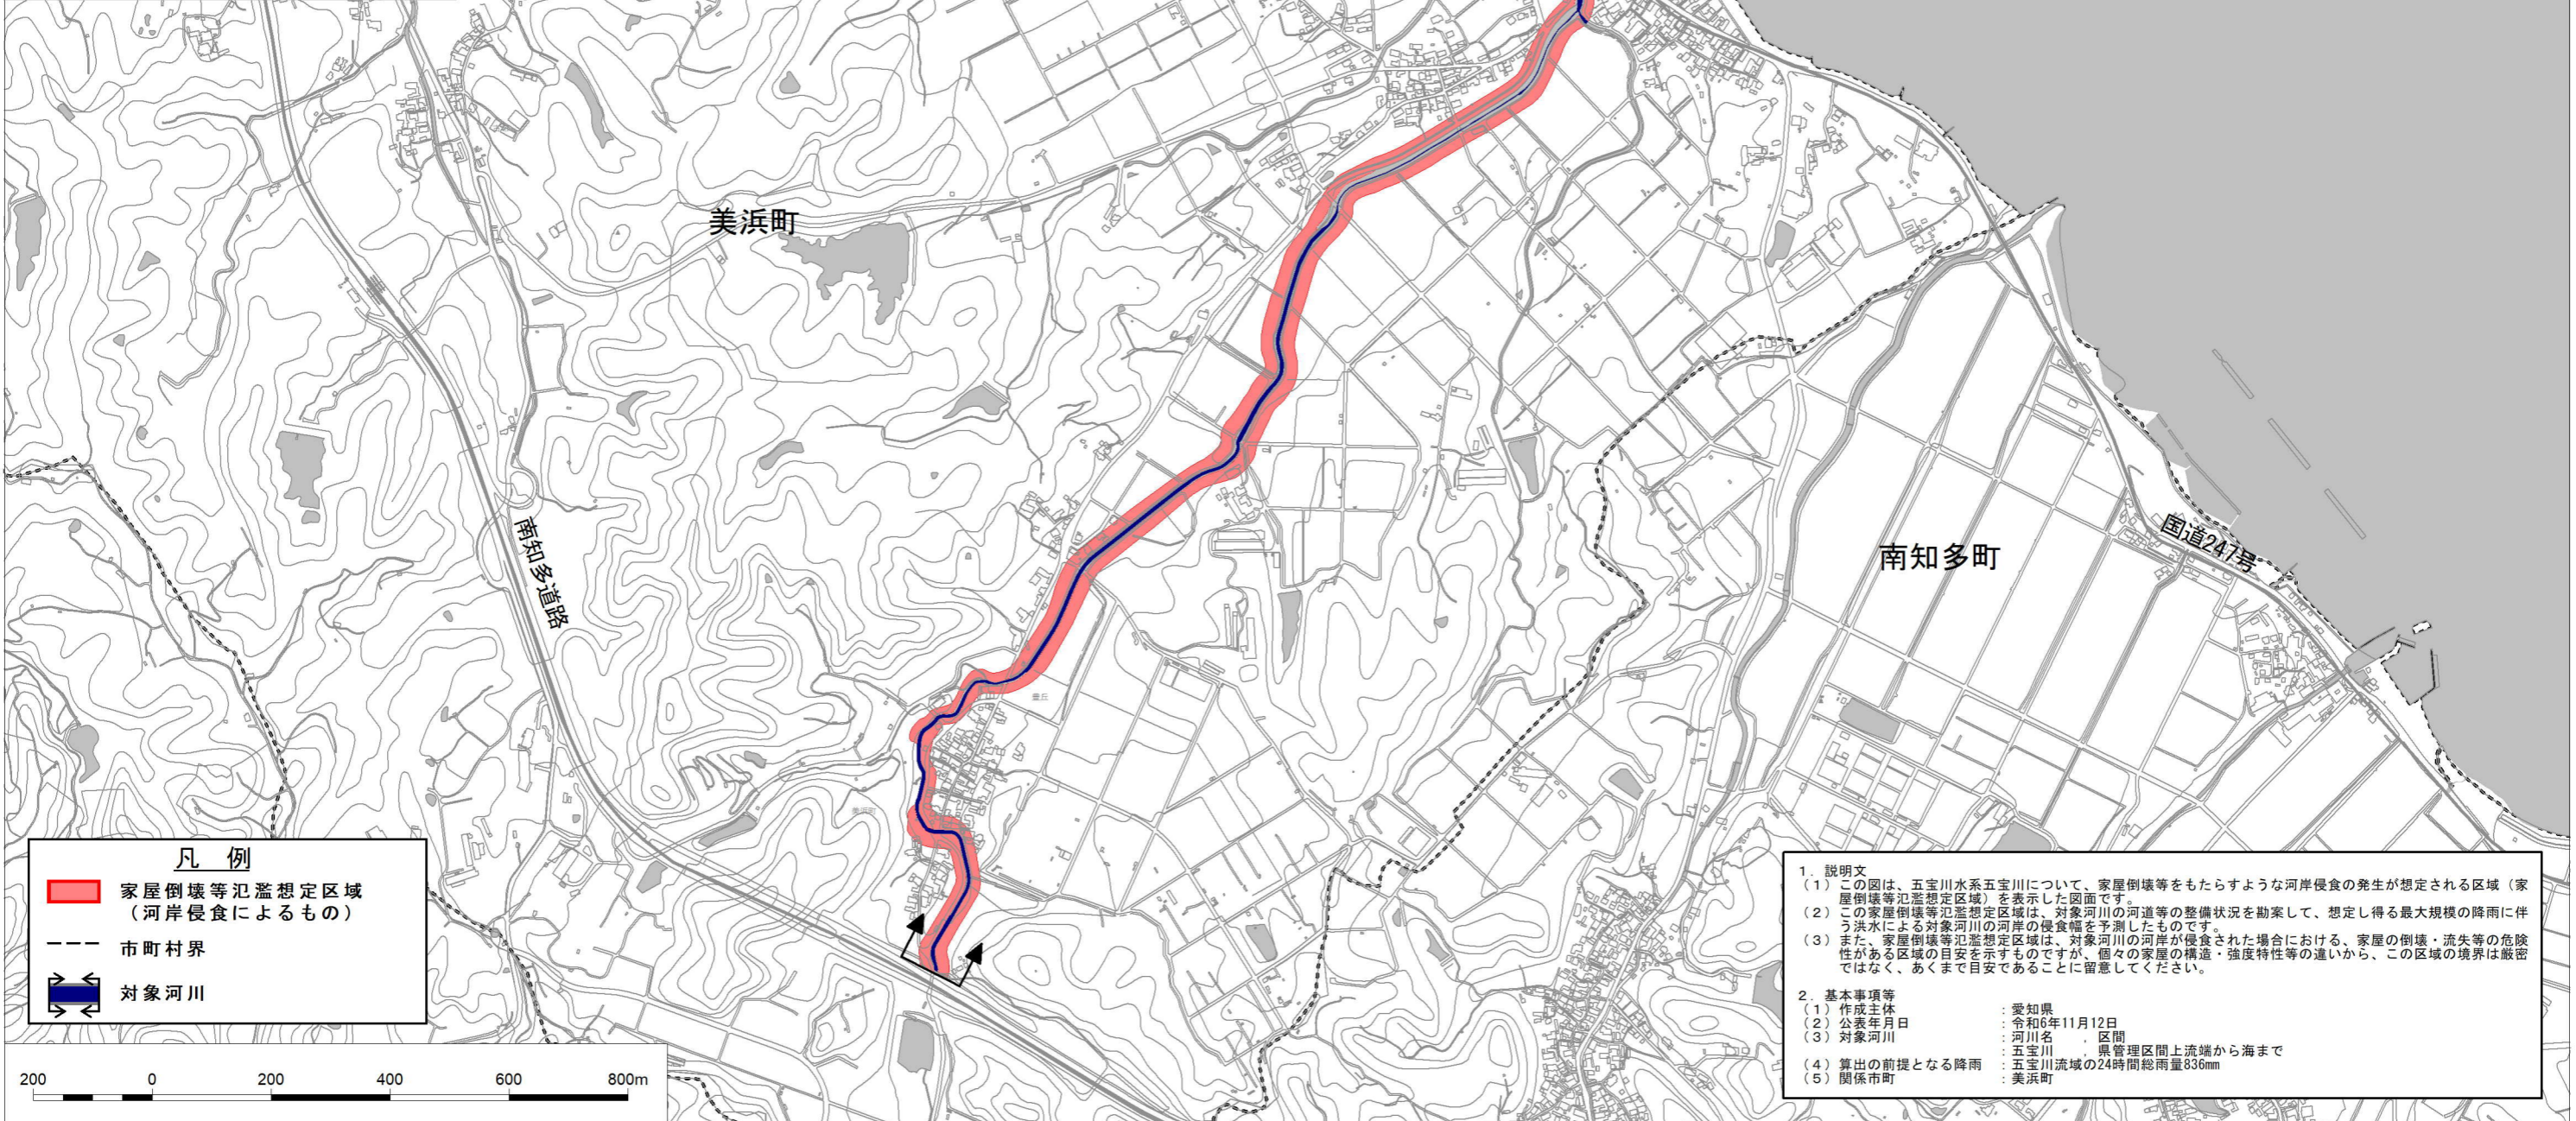 美浜町
南知多道路
南知多町
国道247号
豊丘
美浜町
凡 例
家屋倒壊等氾濫想定区域
（河岸侵食によるもの）
市町村界
対象河川
200 0 200 400 600 800m
1．説明文
（1）この図は、五宝川水系五宝川について、家屋倒壊等をもたらすような河岸侵食の発生が想定される区域（家
屋倒壊等氾濫想定区域）を表示した図面です。
（2）この家屋倒壊等氾濫想定区域は、対象河川の河道等の整備状況を勘案して、想定し得る最大規模の降雨に伴
う洪水による対象河川の河岸の侵食幅を予測したものです。
（3）また、家屋倒壊等氾濫想定区域は、対象河川の河岸が侵食された場合における、家屋の倒壊・流失等の危険
性がある区域の目安を示すものですが、個々の家屋の構造・強度特性等の違いから、この区域の境界は厳密
ではなく、あくまで目安であることに留意してください。
2．基本事項等
（1）作成主体 ：愛知県
（2）公表年月日 ：令和6年11月12日
（3）対象河川 ：河川名 ，区間
：五宝川 ，県管理区間上流端から海まで
（4）算出の前提となる降雨 ：五宝川流域の24時間総雨量836mm
（5）関係市町 ：美浜町